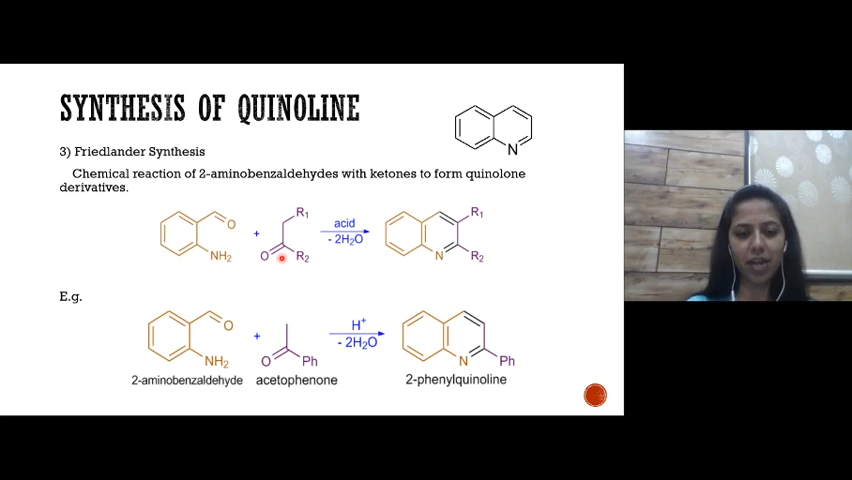 SYNTHESIS OF QUINOLINE
N
3) Friedlander Synthesis
Chemical reaction of 2-aminobenzaldehydes with ketones to form quinolone
derivatives.
O
NH2
+
R1
O
R2
acid
- 2H2O
R1
N
R2
E.g.
O
NH2
+
O
Ph
H+
- 2H2O
N
Ph
2-aminobenzaldehyde
acetophenone
2-phenylquinoline